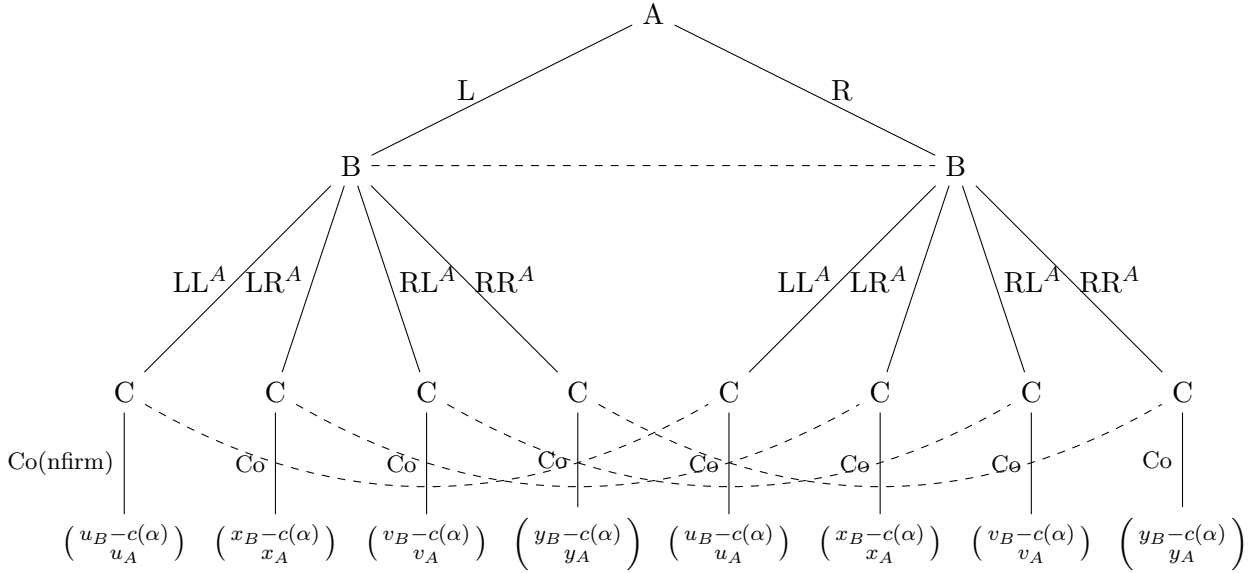 A
L R
B B
LL^A LR^A RL^A RR^A LL^A LR^A RL^A RR^A
C C C C C C C C
Co(nfirm) Co Co Co Co Co Co Co
(u_B−c(α) (x_B−c(α) (v_B−c(α) (y_B−c(α) (u_B−c(α) (x_B−c(α) (v_B−c(α) (y_B−c(α)
u_A) x_A) v_A) y_A) u_A) x_A) v_A) y_A)